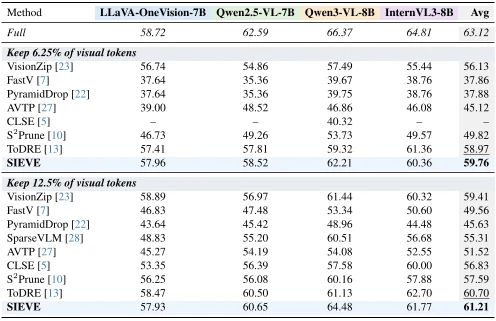 Method LLaVA-OneVision-7B Qwen2.5-VL-7B Qwen3-VL-8B InternVL3-8B Avg
Full 58.72 62.59 66.37 64.81 63.12
Keep 6.25% of visual tokens
VisionZip [23] 56.74 54.86 57.49 55.44 56.13
FastV [7] 37.64 35.36 39.67 38.76 37.86
PyramidDrop [22] 37.64 35.36 39.75 38.76 37.88
AVTP [27] 39.00 48.52 46.86 46.08 45.12
CLSE [5] – – 40.32 – –
S²Prune [10] 46.73 49.26 53.73 49.57 49.82
ToDRE [13] 57.41 57.81 59.32 61.36 58.97
SIEVE 57.96 58.52 62.21 60.36 59.76
Keep 12.5% of visual tokens
VisionZip [23] 58.89 56.97 61.44 60.32 59.41
FastV [7] 46.83 47.48 53.34 50.60 49.56
PyramidDrop [22] 43.64 45.42 48.96 44.48 45.63
SparseVLM [28] 48.83 55.20 60.51 56.68 55.31
AVTP [27] 45.27 54.19 54.08 52.55 51.52
CLSE [5] 53.35 56.39 57.58 60.00 56.83
S²Prune [10] 56.25 56.08 60.16 57.88 57.59
ToDRE [13] 58.47 60.50 61.13 62.70 60.70
SIEVE 57.93 60.65 64.48 61.77 61.21